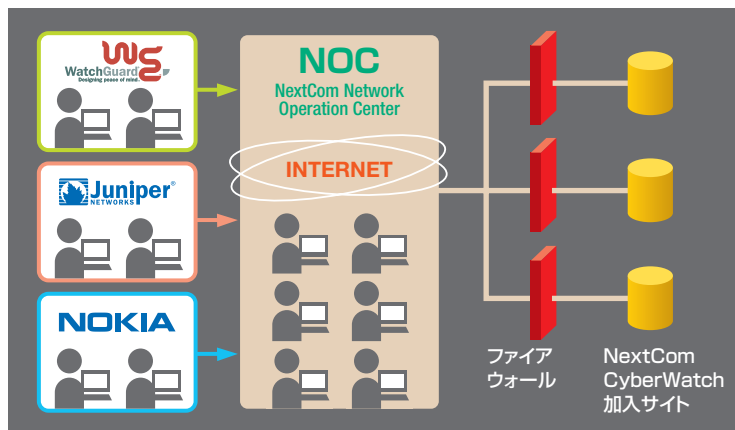 WatchGuard
Designing peace of mind.
Juniper®
NETWORKS
NOKIA
NOC
NextCom Network
Operation Center
INTERNET
ファイア
ウォール
NextCom
CyberWatch
加入サイト